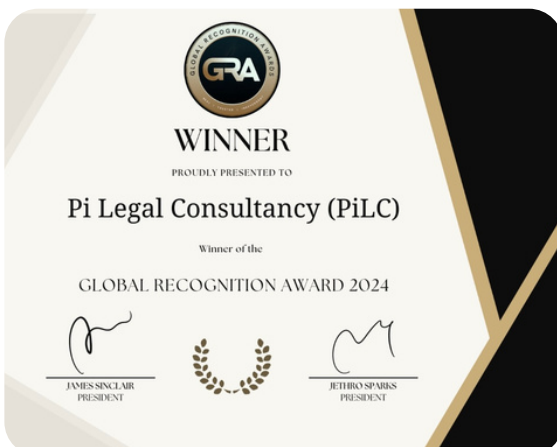 GLOBAL RECOGNITION AWARDS
GRA
WINNER
PROUDLY PRESENTED TO
Pi Legal Consultancy (PiLC)
Winner of the
GLOBAL RECOGNITION AWARD 2024
JAMES SINCLAIR
PRESIDENT
JETHRO SPARKS
PRESIDENT